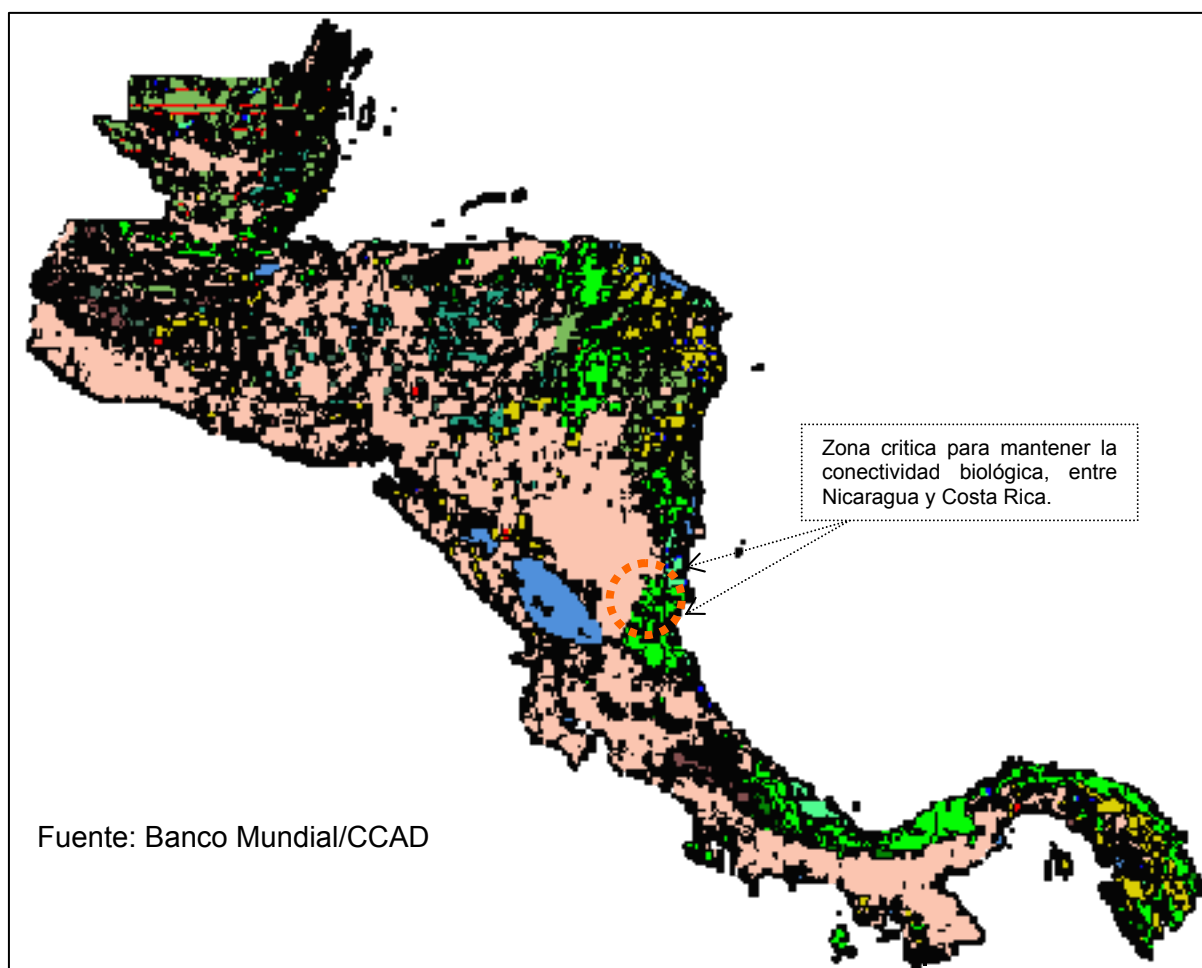 Zona critica para mantener la
conectividad biológica, entre
Nicaragua y Costa Rica.
Fuente: Banco Mundial/CCAD